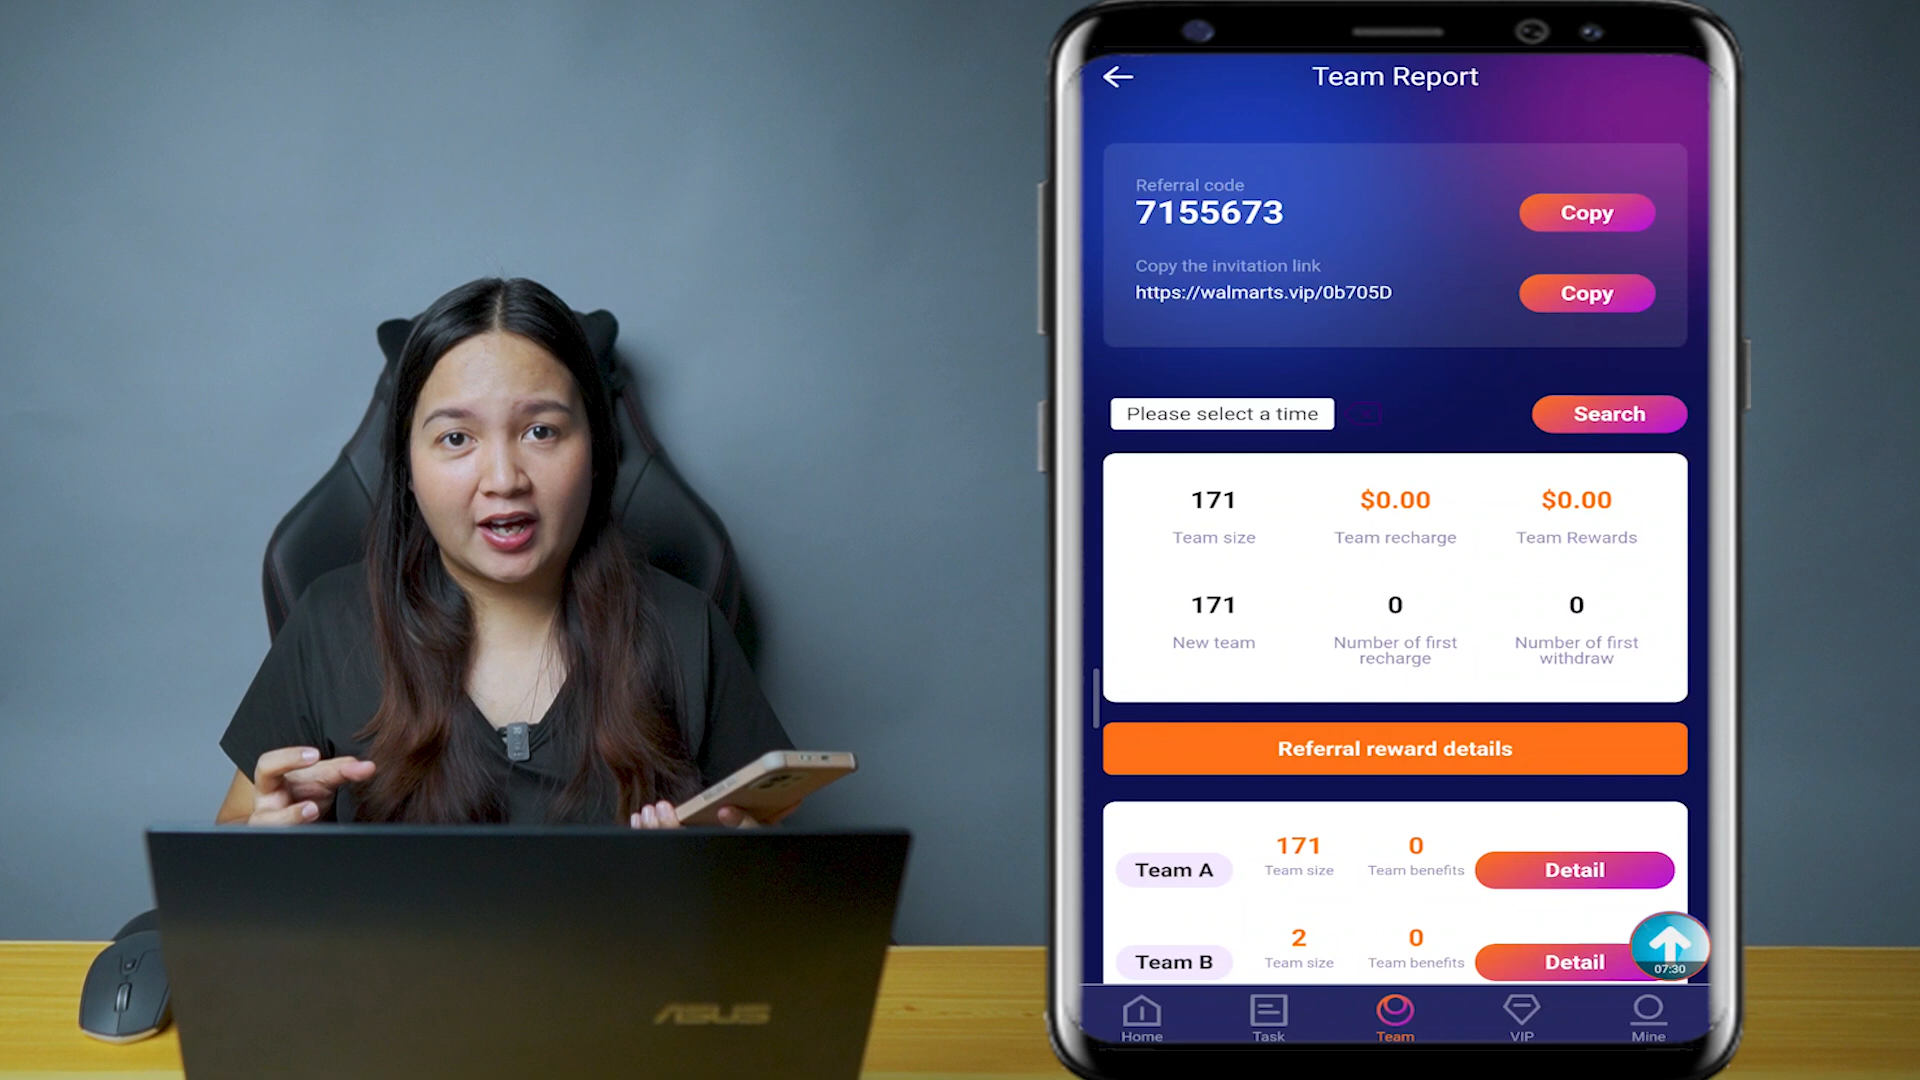 Team Report
Referral code
7155673
Copy
Copy the invitation link
https://walmarts.vip/0b705D
Copy
Please select a time
Search
171
$0.00
$0.00
Team size
Team recharge
Team Rewards
171
0
0
New team
Number of first
recharge
Number of first
withdraw
Referral reward details
Team A
171
Team size
0
Team benefits
Detail
Team B
2
Team size
0
Team benefits
Detail
07:30
Home
Task
Team
VIP
Mine
ASUS